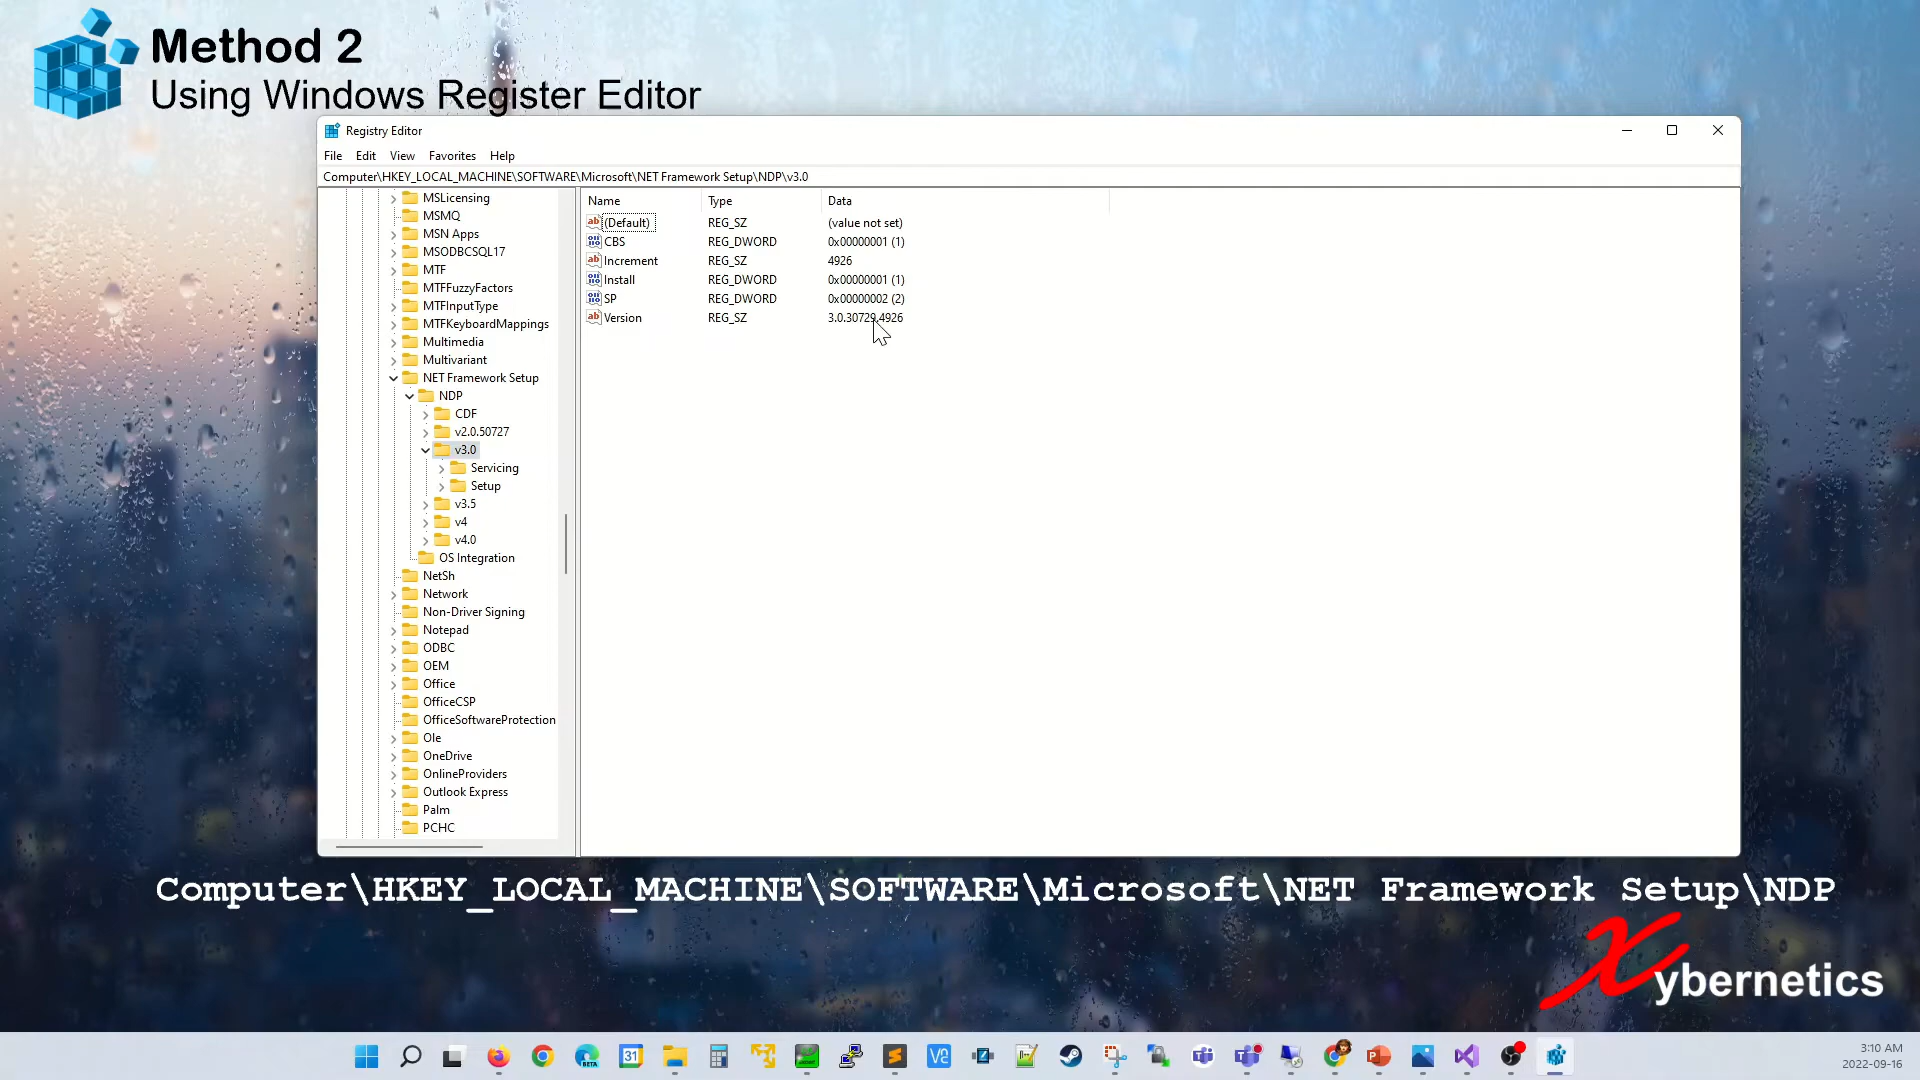 Method 2
Using Windows Register Editor
Registry Editor
File Edit View Favorites Help
Computer\HKEY_LOCAL_MACHINE\SOFTWARE\Microsoft\NET Framework Setup\NDP\v3.0
MSLicensing
MSMQ
MSN Apps
MSODBCSQL17
MTF
MTFFuzzyFactors
MTFInputType
MTFKeyboardMappings
Multimedia
Multivariant
NET Framework Setup
NDP
CDF
v2.0.50727
v3.0
Servicing
Setup
v3.5
v4
v4.0
OS Integration
NetSh
Network
Non-Driver Signing
Notepad
ODBC
OEM
Office
OfficeCSP
OfficeSoftwareProtection
Ole
OneDrive
OnlineProviders
Outlook Express
Palm
PCHC
Name Type Data
(Default) REG_SZ (value not set)
CBS REG_DWORD 0x00000001 (1)
Increment REG_SZ 4926
Install REG_DWORD 0x00000001 (1)
SP REG_DWORD 0x00000002 (2)
Version REG_SZ 3.0.30729.4926
Computer\HKEY_LOCAL_MACHINE\SOFTWARE\Microsoft\NET Framework Setup\NDP
Xybernetics
31
BETA
3:10 AM
2022-09-16